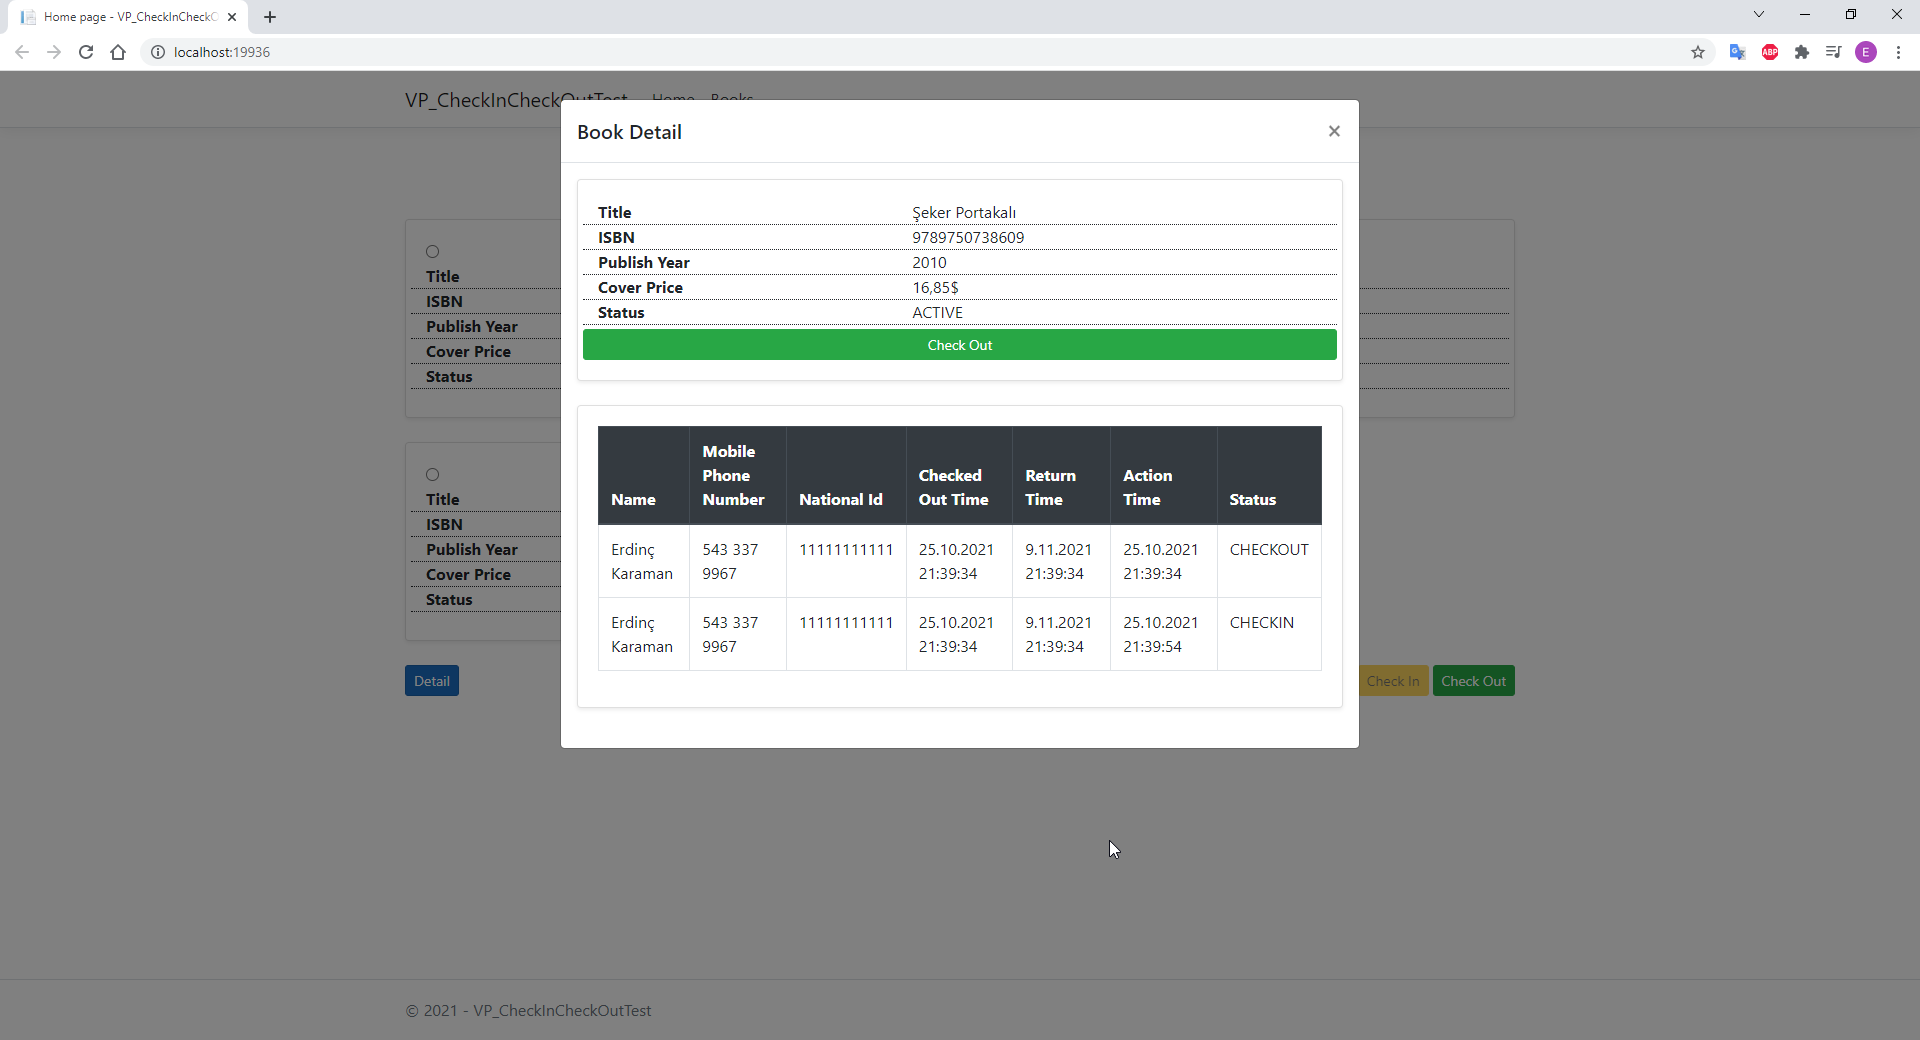 Home page - VP_CheckInCheckO
localhost:19936
ABP
E
VP_CheckInCheckOutTest Home Books
Book Detail
Title Şeker Portakalı
ISBN 9789750738609
Publish Year 2010
Cover Price 16,85$
Status ACTIVE
Check Out
Title
ISBN
Publish Year
Cover Price
Status
Name Mobile Phone Number National Id Checked Out Time Return Time Action Time Status
Erdinç Karaman 543 337 9967 11111111111 25.10.2021 21:39:34 9.11.2021 21:39:34 25.10.2021 21:39:34 CHECKOUT
Erdinç Karaman 543 337 9967 11111111111 25.10.2021 21:39:34 9.11.2021 21:39:34 25.10.2021 21:39:54 CHECKIN
Title
ISBN
Publish Year
Cover Price
Status
Detail Check In Check Out
© 2021 - VP_CheckInCheckOutTest